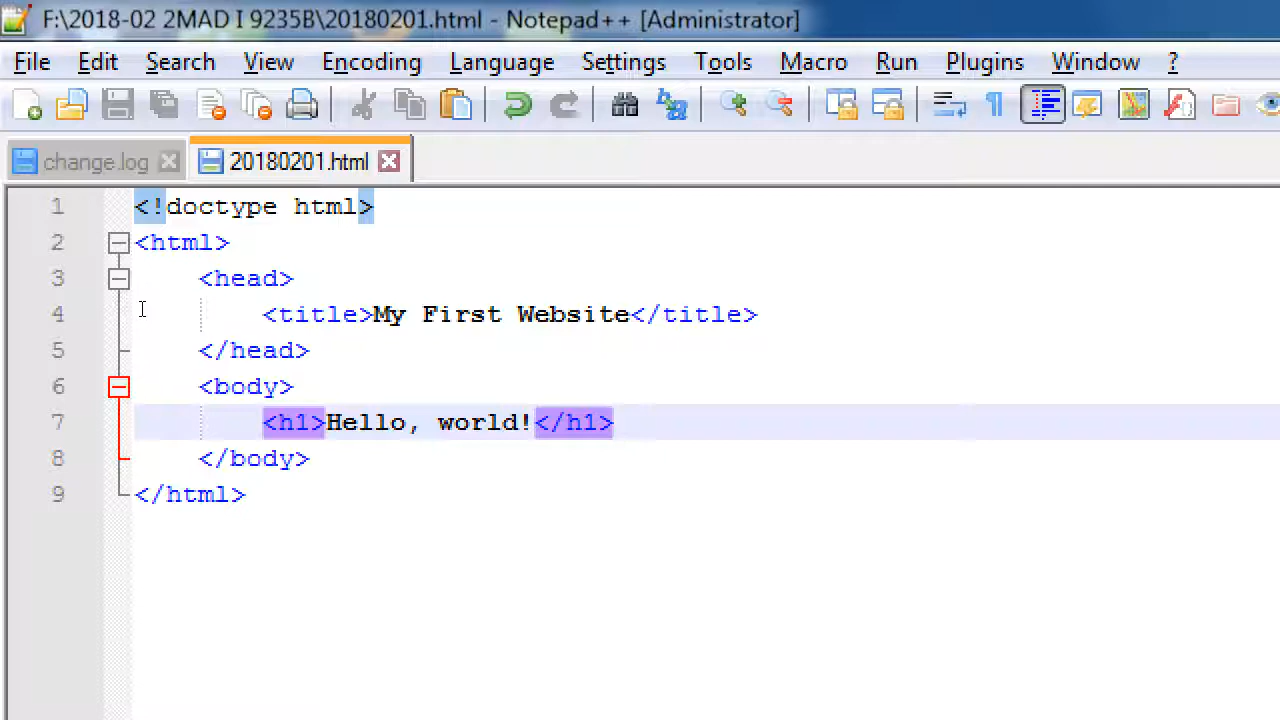 F:\2018-02 2MAD I 9235B\20180201.html - Notepad++ [Administrator]
File Edit Search View Encoding Language Settings Tools Macro Run Plugins Window ?
change.log 20180201.html
1 <!doctype html>
2 <html>
3 <head>
4 <title>My First Website</title>
5 </head>
6 <body>
7 <h1>Hello, world!</h1>
8 </body>
9 </html>